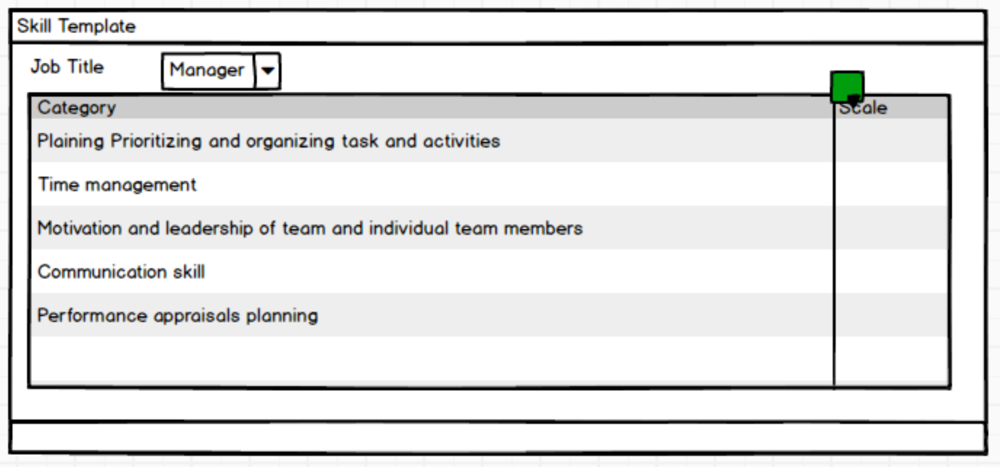 Skill Template
Job Title
Manager
Category
Scale
Plaining Prioritizing and organizing task and activities
Time management
Motivation and leadership of team and individual team members
Communication skill
Performance appraisals planning